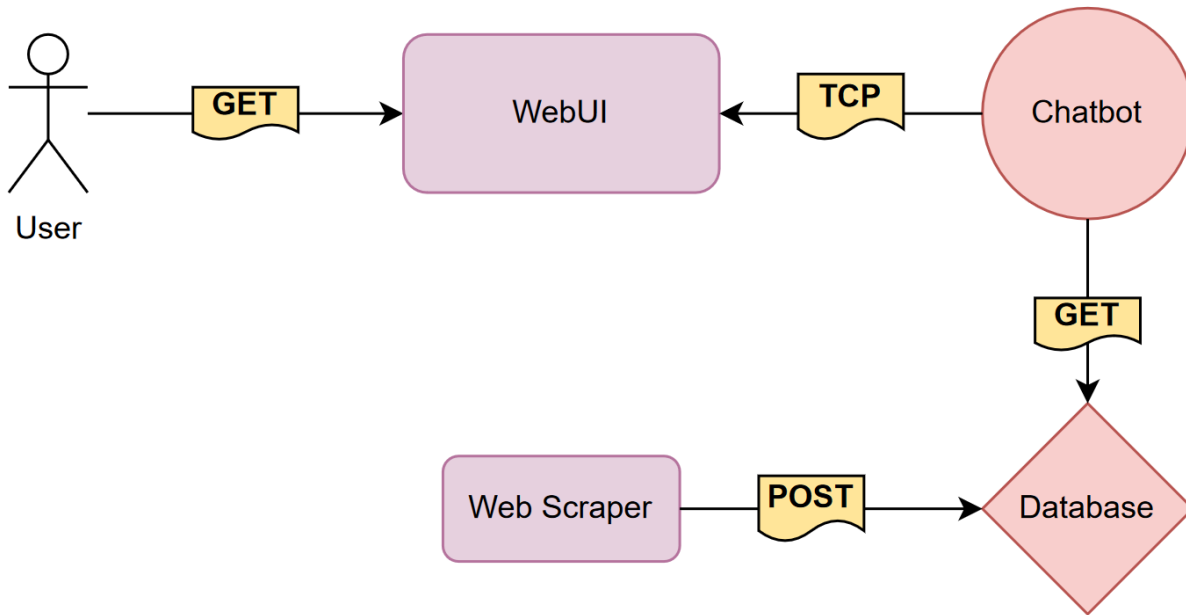 GET
WebUI
TCP
Chatbot
User
GET
Web Scraper
POST
Database